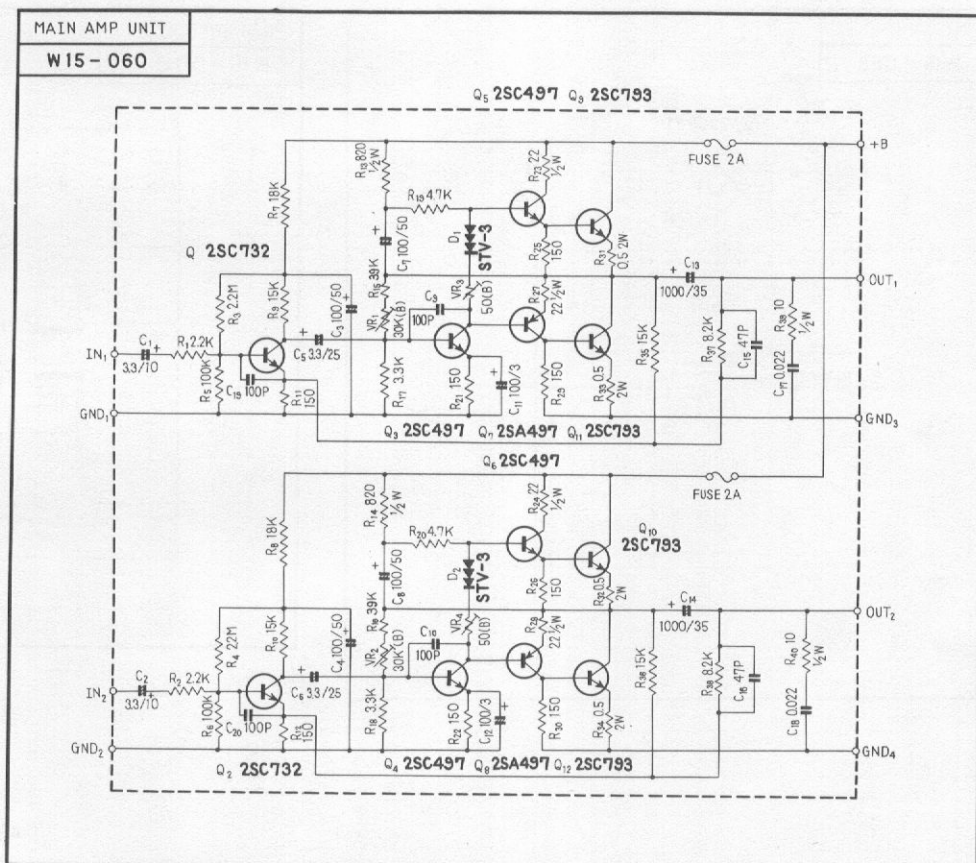 MAIN AMP UNIT
W15-060
Q5 2SC497 Q9 2SC793
+B
FUSE 2A
R13 820
1/2W
R23 22
1/2W
R7 18K
R19 4.7K
D1
STV-3
C7 100/50
R25
150
R31
0.5 2W
Q 2SC732
C13
1000/35
OUT1
R3 2.2M
R9 15K
C3 100/50
R15 39K
VR1
30K(B)
C9
100P
VR3
50(B)
R27
22 1/2W
R35 15K
R37 8.2K
C15 47P
R39 10
1/2W
IN1
C1
3.3/10
R1 2.2K
C5 3.3/25
R5 100K
C19 100P
R11
150
R17 3.3K
R21 150
C11 100/3
R29 150
R33 0.5
2W
C17 0.022
GND1
GND3
Q3 2SC497 Q7 2SA497 Q11 2SC793
Q6 2SC497
FUSE 2A
R14 820
1/2W
R24 22
1/2W
R8 18K
R20 4.7K
Q10
2SC793
D2
STV-3
C8 100/50
R26
150
R32 0.5
2W
C14
1000/35
OUT2
R4 2.2M
R10 15K
C4 100/50
R16 39K
VR2
30K(B)
C10
100P
VR4
50(B)
R28
22 1/2W
R36 15K
R38 8.2K
C16 47P
R40 10
1/2W
IN2
C2
3.3/10
R2 2.2K
C6 3.3/25
R6 100K
C20 100P
R12
150
R18 3.3K
R22 150
C12 100/3
R30 150
R34 0.5
2W
C18 0.022
GND2
GND4
Q2 2SC732
Q4 2SC497 Q8 2SA497 Q12 2SC793